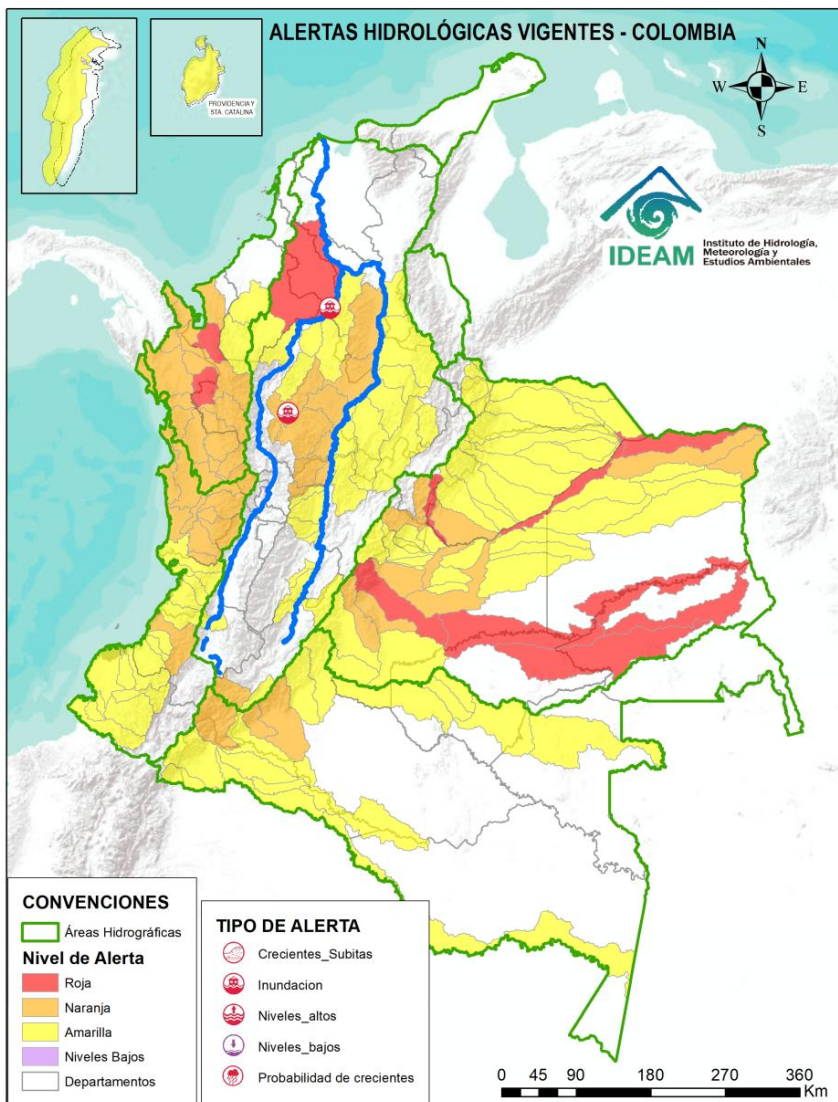 ALERTAS HIDROLÓGICAS VIGENTES - COLOMBIA
PROVIDENCIA Y
STA. CATALINA
N
W
E
S
IDEAM
Instituto de Hidrología,
Meteorología y
Estudios Ambientales
CONVENCIONES
Áreas Hidrográficas
Nivel de Alerta
Roja
Naranja
Amarilla
Niveles Bajos
Departamentos
TIPO DE ALERTA
Crecientes_Subitas
Inundacion
Niveles_altos
Niveles_bajos
Probabilidad de crecientes
0 45 90 180 270 360
Km